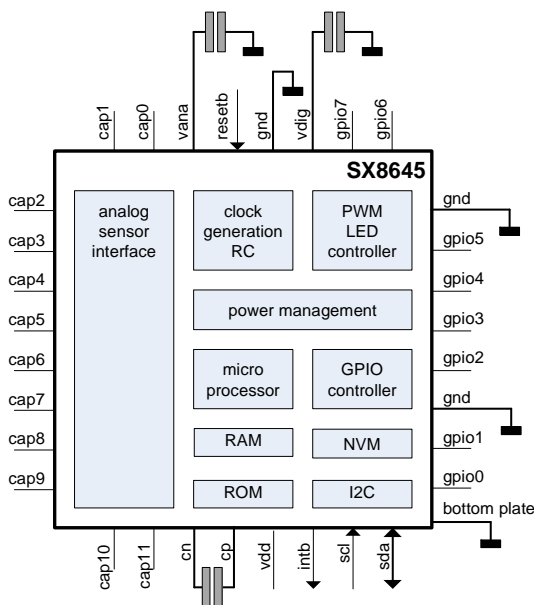 cap1
cap0
vana
resetb
gnd
vdig
gpio7
gpio6
SX8645
cap2
cap3
cap4
cap5
cap6
cap7
cap8
cap9
analog
sensor
interface
clock
generation
RC
PWM
LED
controller
power management
micro
processor
GPIO
controller
RAM
NVM
ROM
I2C
gnd
gpio5
gpio4
gpio3
gpio2
gnd
gpio1
gpio0
bottom plate
cap10
cap11
cn
cp
vdd
intb
scl
sda